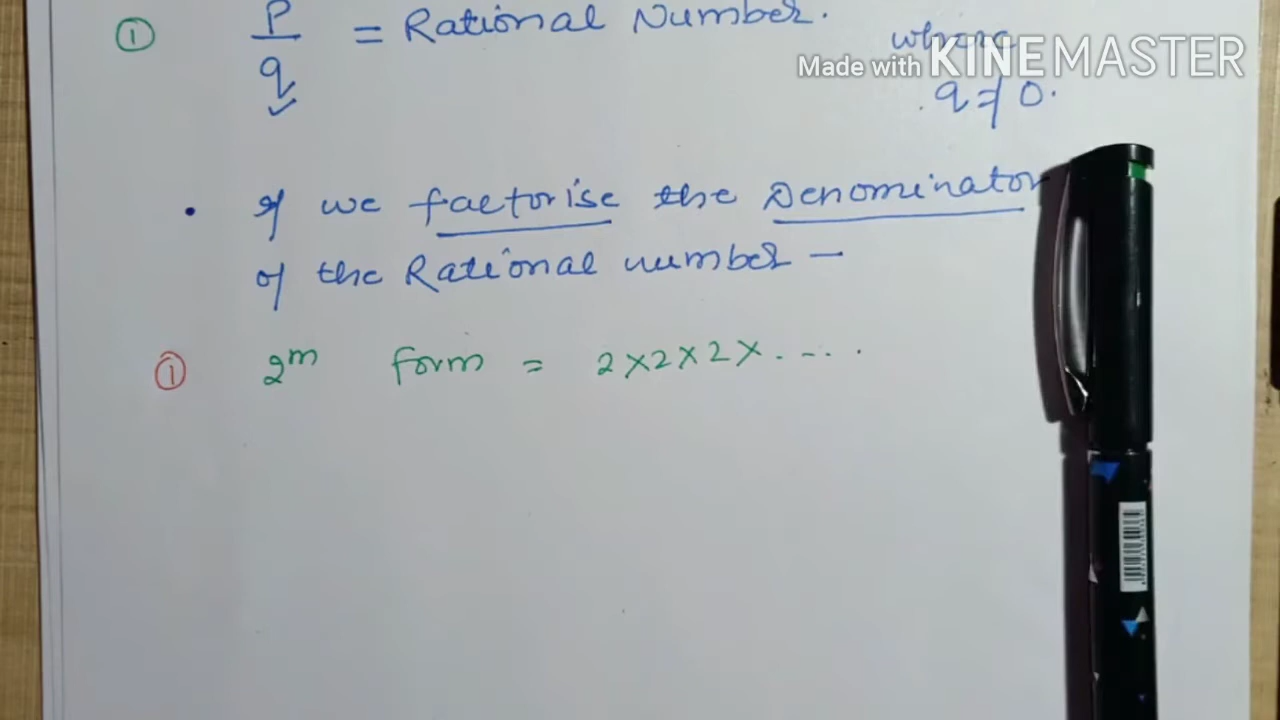 ① P/q = Rational Number. where q ≠ 0.
Made with KINEMASTER
• If we factorise the Denominator
of the Rational number —
① 2ᵐ form = 2×2×2×.....